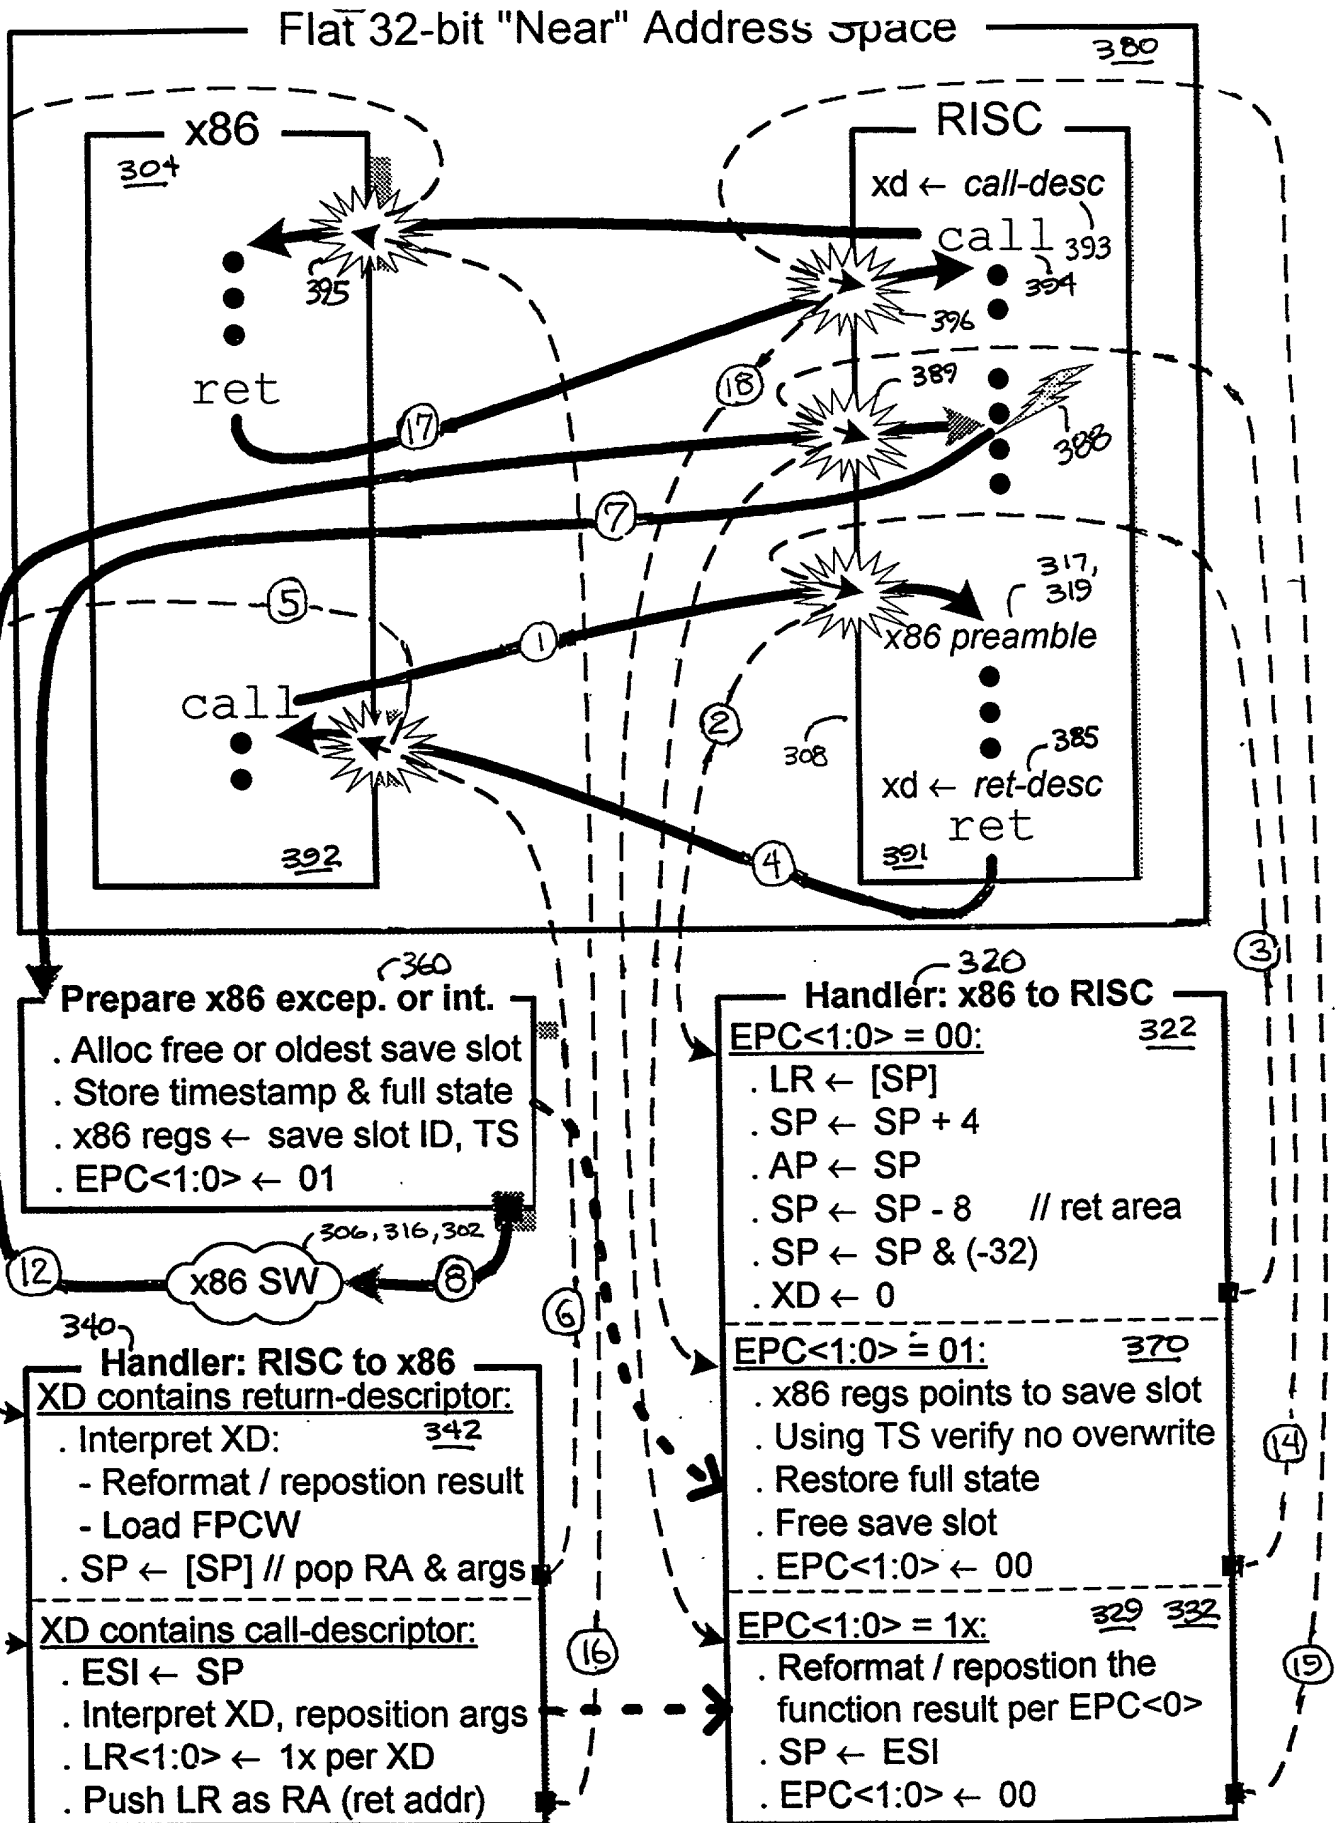 Flat 32-bit "Near" Address Space
380
x86
304
RISC
xd ← call-desc
call
393
394
395
396
ret
17
18
389
388
7
5
1
317,
319
x86 preamble
call
2
308
385
xd ← ret-desc
ret
392
391
4
3
360
Prepare x86 excep. or int.
. Alloc free or oldest save slot
. Store timestamp & full state
. x86 regs ← save slot ID, TS
. EPC<1:0> ← 01
306, 316, 302
12
x86 SW
8
6
340
Handler: RISC to x86
XD contains return-descriptor:
. Interpret XD:
342
- Reformat / repostion result
- Load FPCW
. SP ← [SP] // pop RA & args
XD contains call-descriptor:
. ESI ← SP
. Interpret XD, reposition args
. LR<1:0> ← 1x per XD
. Push LR as RA (ret addr)
16
320
Handler: x86 to RISC
EPC<1:0> = 00:
322
. LR ← [SP]
. SP ← SP + 4
. AP ← SP
. SP ← SP - 8 // ret area
. SP ← SP & (-32)
. XD ← 0
EPC<1:0> = 01:
370
. x86 regs points to save slot
. Using TS verify no overwrite
. Restore full state
. Free save slot
. EPC<1:0> ← 00
14
EPC<1:0> = 1x:
329 332
. Reformat / repostion the
function result per EPC<0>
. SP ← ESI
. EPC<1:0> ← 00
15